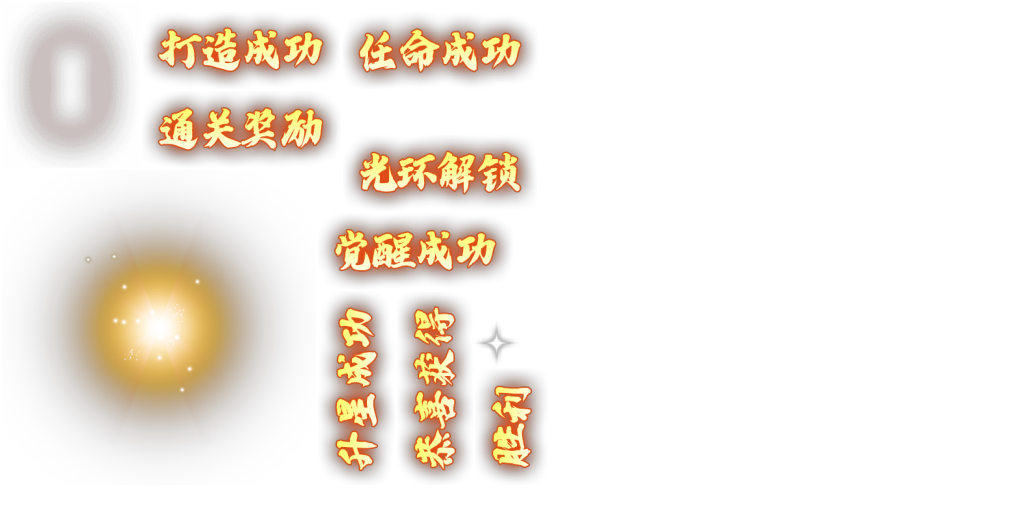 打造成功
任命成功
通关奖励
光环解锁
觉醒成功
升星成功
恭喜获得
胜利